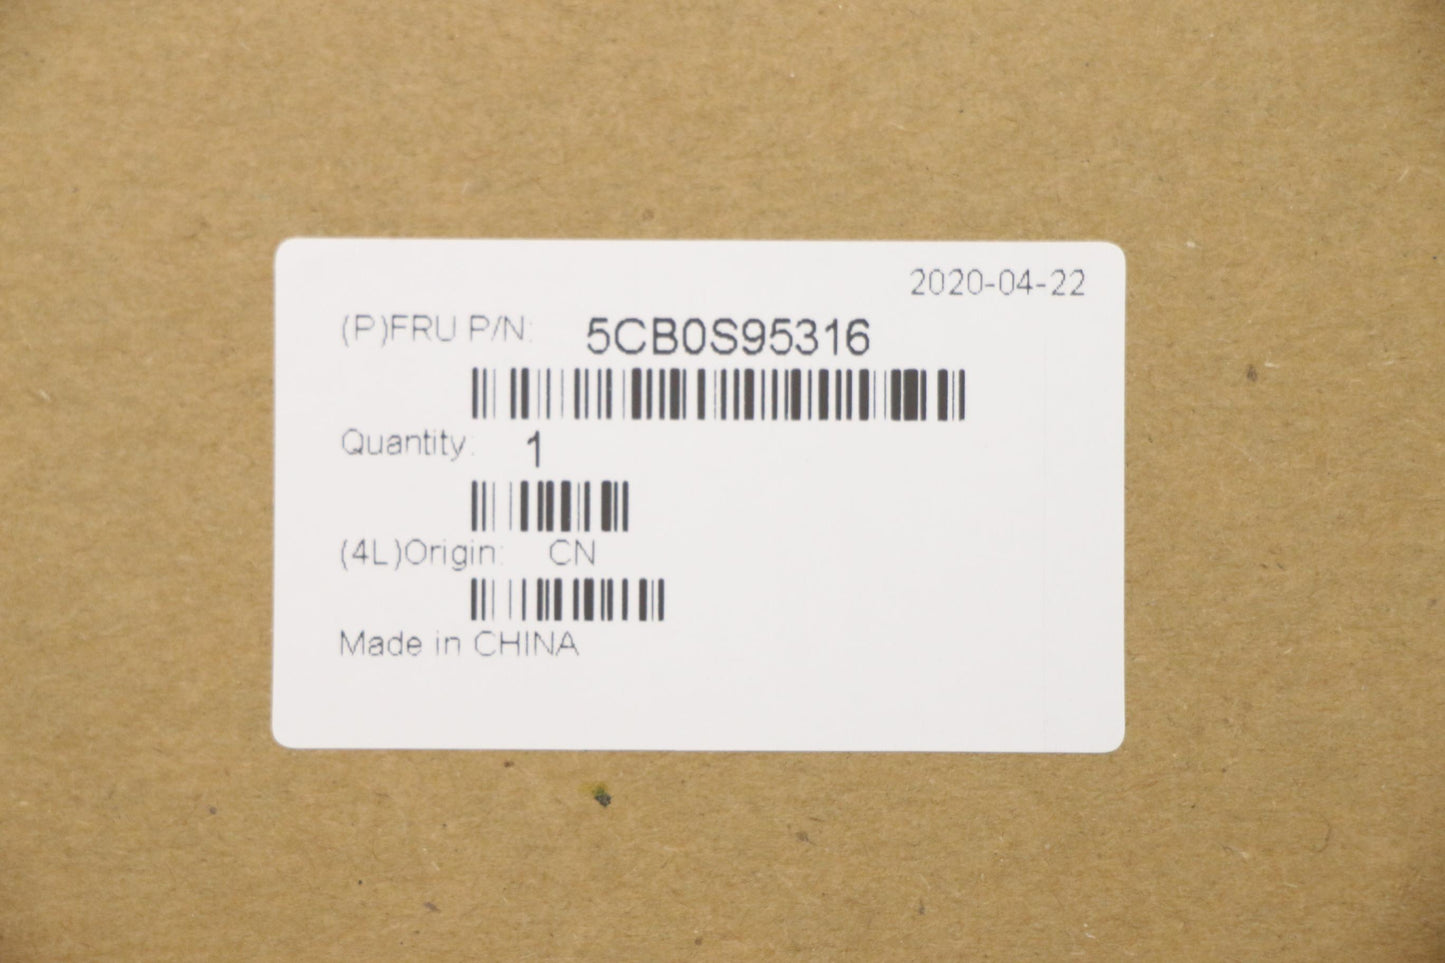 2020-04-22
(P)FRU P/N: 5CB0S95316
Quantity: 1
(4L)Origin: CN
Made in CHINA